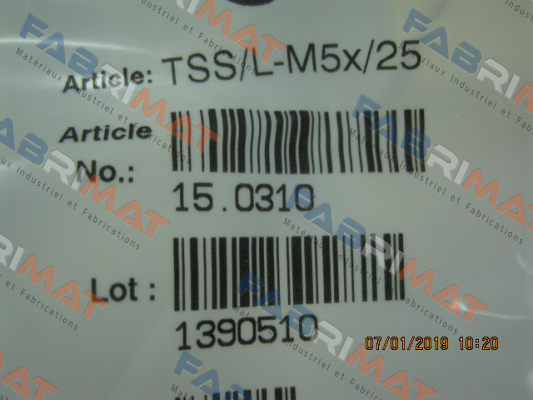 Article: TSS/L-M5x/25
Article
No.:
15.0310
Lot :
1390510
07/01/2019 10:20
FABRIMAT
Materiaux Industriel et Fabrications